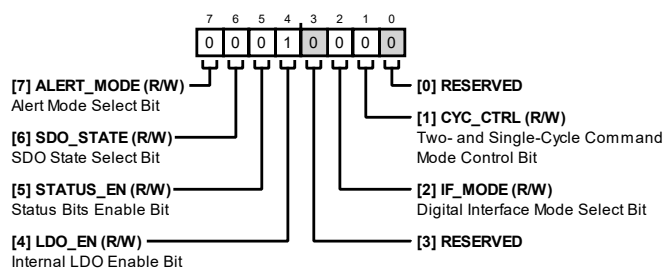 7 6 5 4 3 2 1 0
0 0 0 1 0 0 0 0
[7] ALERT_MODE (R/W)
Alert Mode Select Bit
[6] SDO_STATE (R/W)
SDO State Select Bit
[5] STATUS_EN (R/W)
Status Bits Enable Bit
[4] LDO_EN (R/W)
Internal LDO Enable Bit
[0] RESERVED
[1] CYC_CTRL (R/W)
Two- and Single-Cycle Command
Mode Control Bit
[2] IF_MODE (R/W)
Digital Interface Mode Select Bit
[3] RESERVED